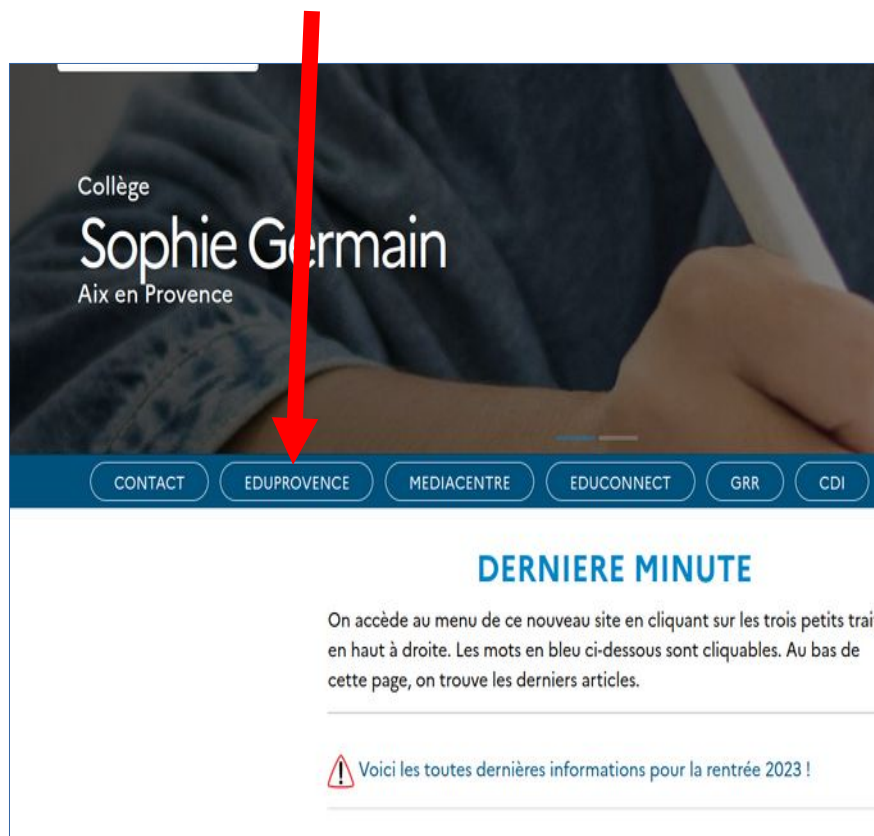 Collège
Sophie Germain
Aix en Provence
CONTACT
EDUPROVENCE
MEDIACENTRE
EDUCONNECT
GRR
CDI
DERNIERE MINUTE
On accède au menu de ce nouveau site en cliquant sur les trois petits trai
en haut à droite. Les mots en bleu ci-dessous sont cliquables. Au bas de
cette page, on trouve les derniers articles.
Voici les toutes dernières informations pour la rentrée 2023 !